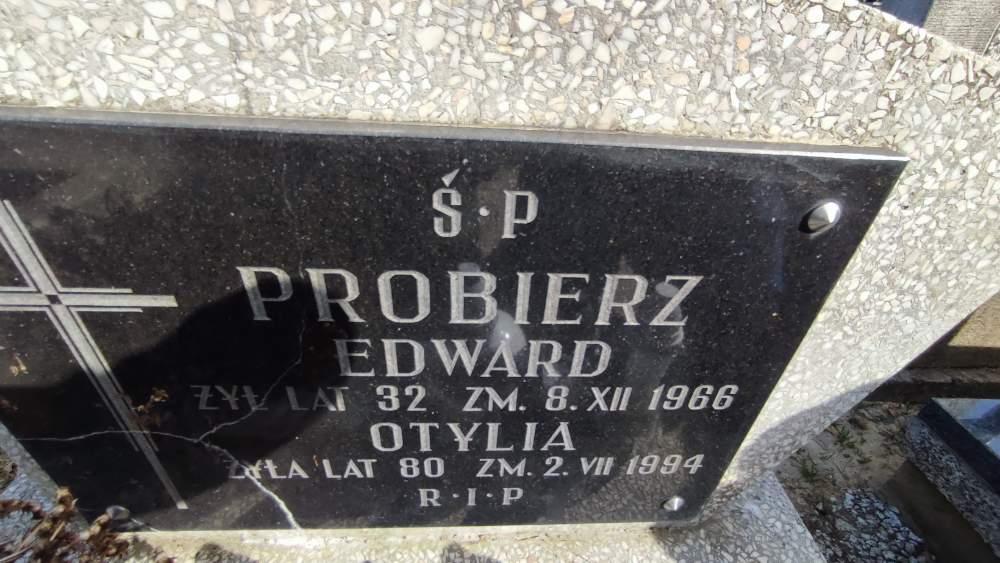 Ś·P
PROBIERZ
EDWARD
ŻYŁ LAT 32 ZM. 8. XII 1966
OTYLIA
ŻYŁA LAT 80 ZM. 2. VII 1994
R·I·P